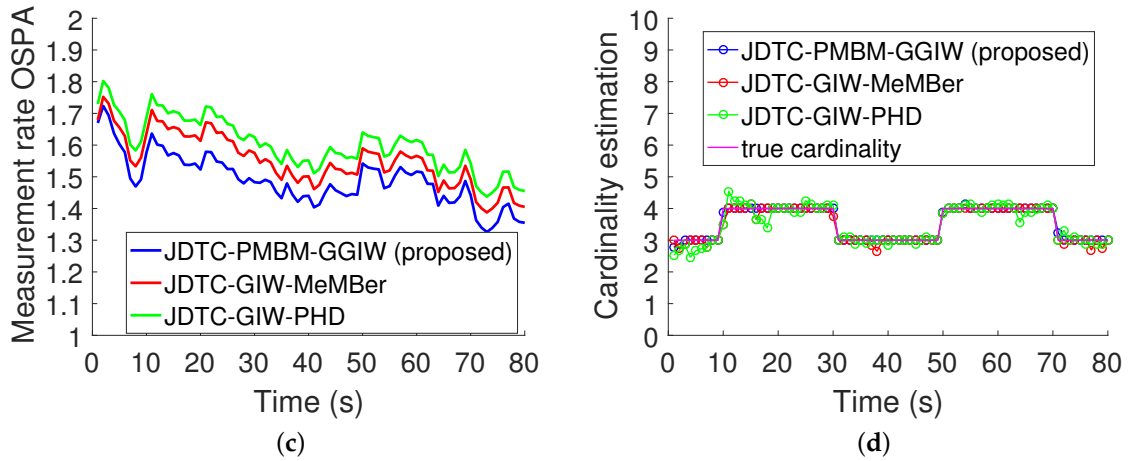 Measurement rate OSPA
2
1.9
1.8
1.7
1.6
1.5
1.4
1.3
1.2
1.1
1
JDTC-PMBM-GGIW (proposed)
JDTC-GIW-MeMBer
JDTC-GIW-PHD
0 10 20 30 40 50 60 70 80
Time (s)
(c)
Cardinality estimation
10
9
8
7
6
5
4
3
2
1
0
JDTC-PMBM-GGIW (proposed)
JDTC-GIW-MeMBer
JDTC-GIW-PHD
true cardinality
0 10 20 30 40 50 60 70 80
Time (s)
(d)